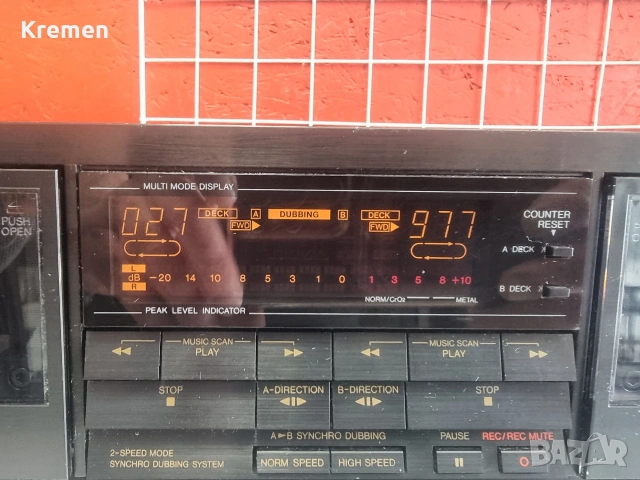 Kremen
MULTI MODE DISPLAY
PUSH OPEN
027 DECK A DUBBING B DECK 977
FWD FWD
COUNTER RESET
A DECK
B DECK
L
dB -20 14 10 8 5 3 1 0 1 3 5 8 +10
R
NORM/CrO2 METAL
PEAK LEVEL INDICATOR
MUSIC SCAN PLAY MUSIC SCAN PLAY
STOP A-DIRECTION B-DIRECTION STOP
A B SYNCHRO DUBBING PAUSE REC/REC MUTE
2-SPEED MODE
SYNCHRO DUBBING SYSTEM
NORM SPEED HIGH SPEED
BAZAR